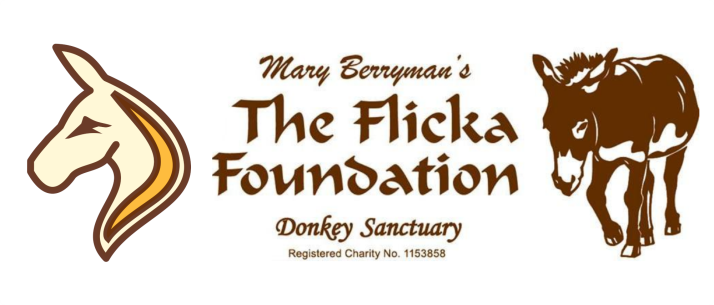 Mary Berryman's
The Flicka
Foundation
Donkey Sanctuary
Registered Charity No. 1153858